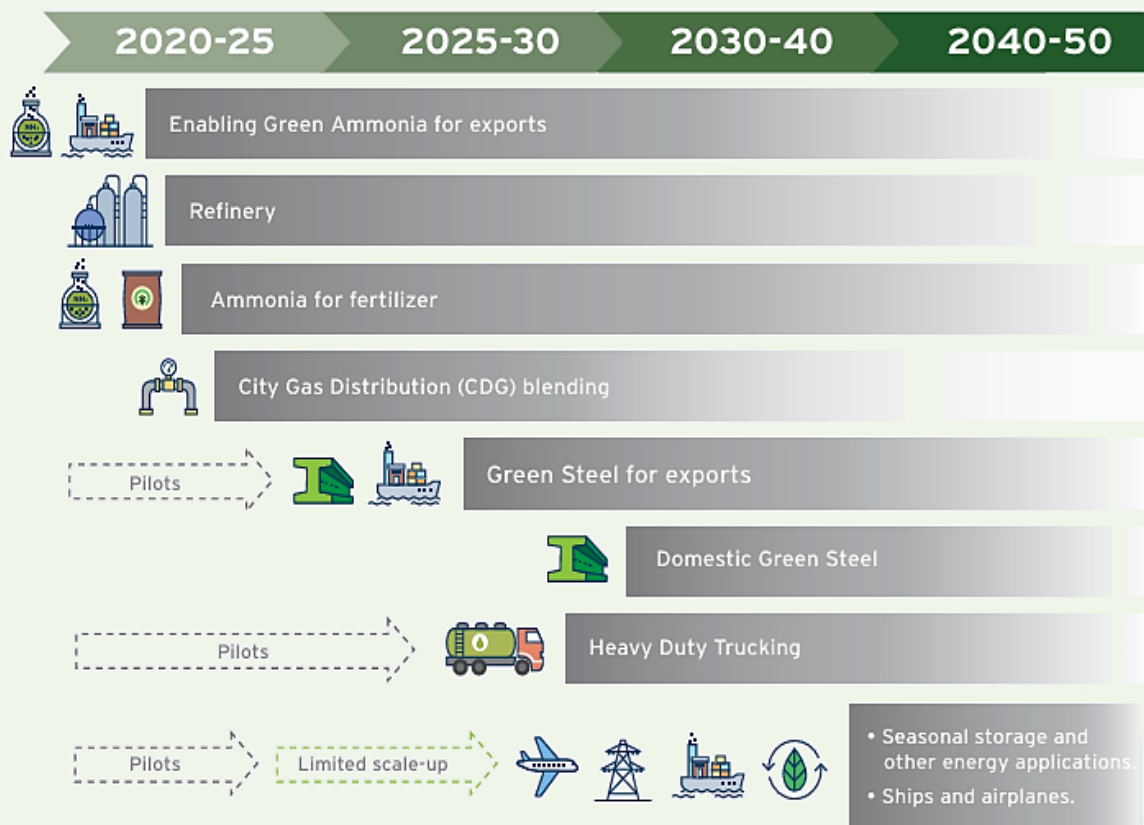 2020-25 2025-30 2030-40 2040-50
Enabling Green Ammonia for exports
Refinery
NH₃
Ammonia for fertilizer
City Gas Distribution (CDG) blending
Pilots
Green Steel for exports
Domestic Green Steel
Pilots
Heavy Duty Trucking
Pilots
Limited scale-up
• Seasonal storage and
other energy applications.
• Ships and airplanes.